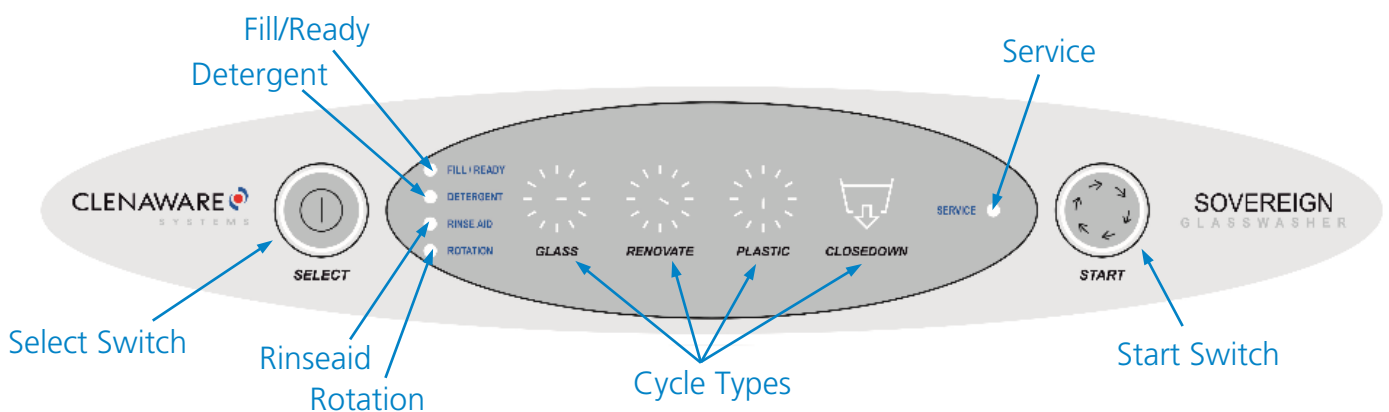 Fill/Ready
Detergent
Service
FILL / READY
DETERGENT
RINSE AID
ROTATION
CLENAWARE
SYSTEMS
SELECT
GLASS
RENOVATE
PLASTIC
CLOSEDOWN
SERVICE
START
SOVEREIGN
GLASSWASHER
Select Switch
Rinseaid
Rotation
Cycle Types
Start Switch